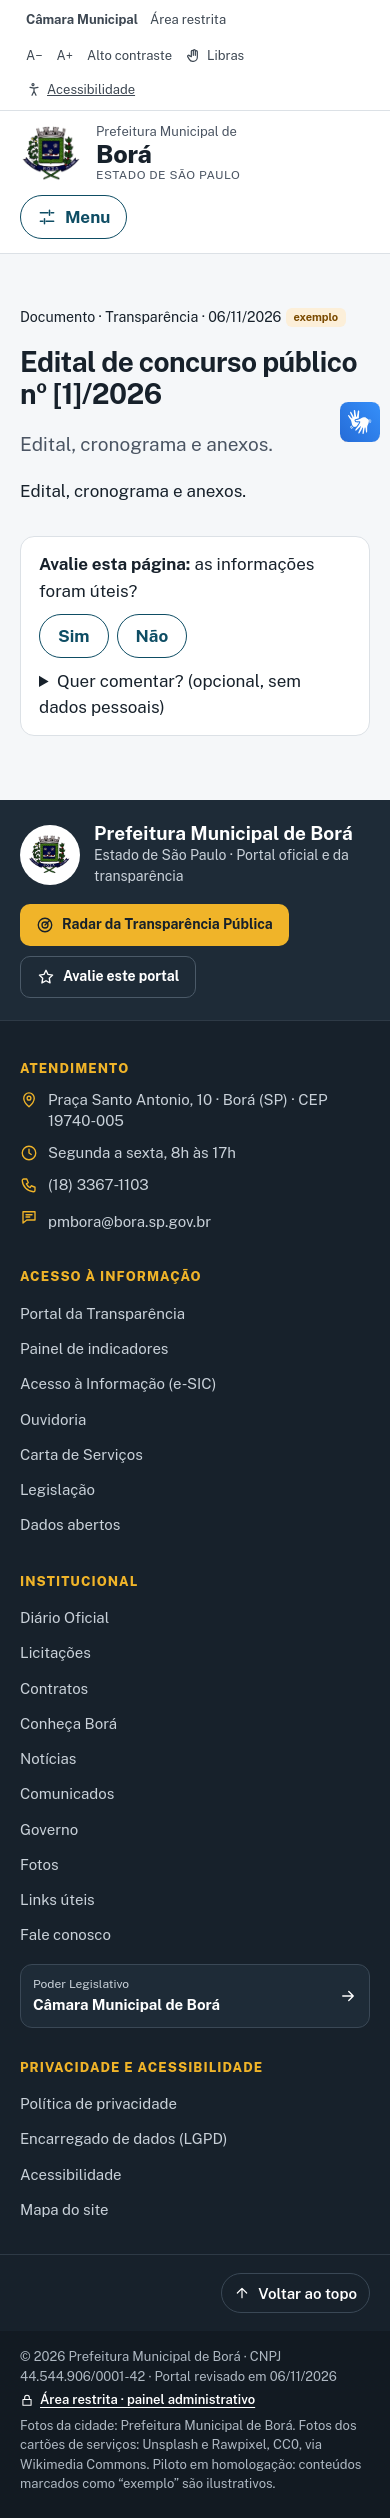 Câmara Municipal Área restrita
A− A+ Alto contraste Libras
Acessibilidade
Prefeitura Municipal de
Borá
ESTADO DE SÃO PAULO
Menu
Documento · Transparência · 06/11/2026 exemplo
Edital de concurso público
nº [1]/2026
Edital, cronograma e anexos.
Edital, cronograma e anexos.
Avalie esta página: as informações
foram úteis?
Sim Não
Quer comentar? (opcional, sem
dados pessoais)
Prefeitura Municipal de Borá
Estado de São Paulo · Portal oficial e da
transparência
Radar da Transparência Pública
Avalie este portal
ATENDIMENTO
Praça Santo Antonio, 10 · Borá (SP) · CEP
19740-005
Segunda a sexta, 8h às 17h
(18) 3367-1103
pmbora@bora.sp.gov.br
ACESSO À INFORMAÇÃO
Portal da Transparência
Painel de indicadores
Acesso à Informação (e-SIC)
Ouvidoria
Carta de Serviços
Legislação
Dados abertos
INSTITUCIONAL
Diário Oficial
Licitações
Contratos
Conheça Borá
Notícias
Comunicados
Governo
Fotos
Links úteis
Fale conosco
Poder Legislativo
Câmara Municipal de Borá
PRIVACIDADE E ACESSIBILIDADE
Política de privacidade
Encarregado de dados (LGPD)
Acessibilidade
Mapa do site
Voltar ao topo
© 2026 Prefeitura Municipal de Borá · CNPJ
44.544.906/0001-42 · Portal revisado em 06/11/2026
Área restrita · painel administrativo
Fotos da cidade: Prefeitura Municipal de Borá. Fotos dos
cartões de serviços: Unsplash e Rawpixel, CC0, via
Wikimedia Commons. Piloto em homologação: conteúdos
marcados como “exemplo” são ilustrativos.